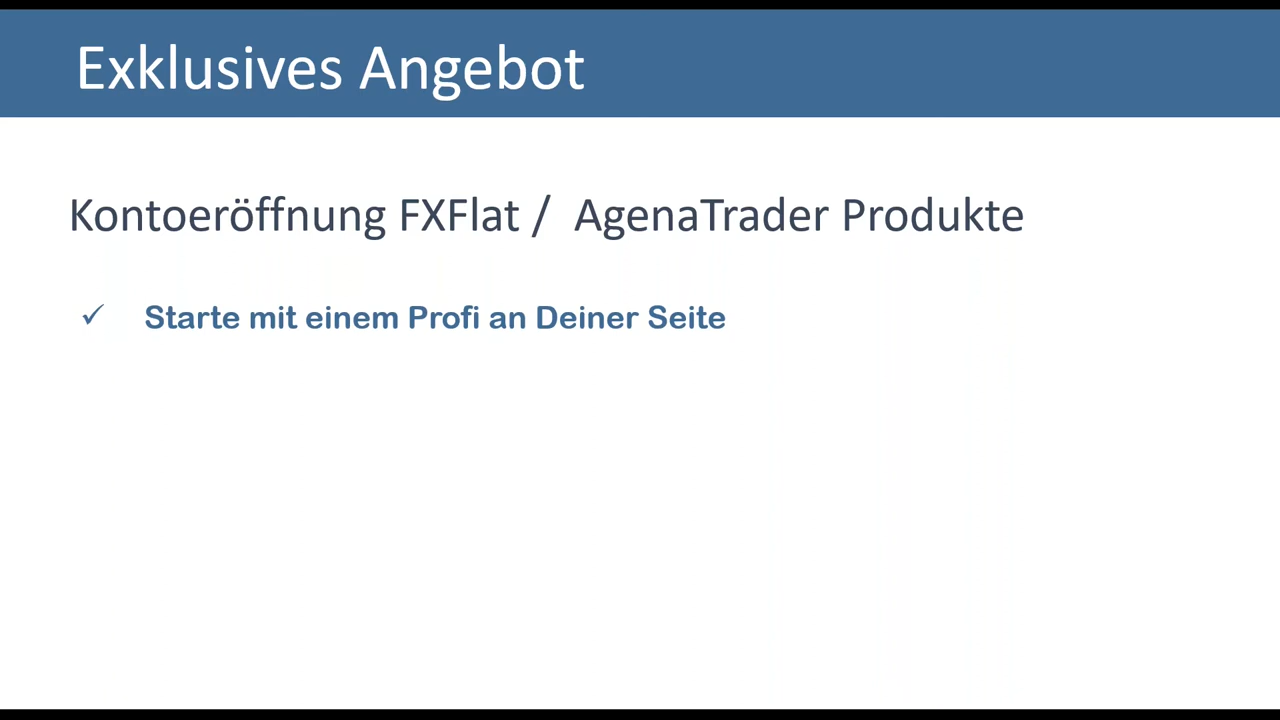 Exklusives Angebot
Kontoeröffnung FXFlat / AgenaTrader Produkte
✓ Starte mit einem Profi an Deiner Seite